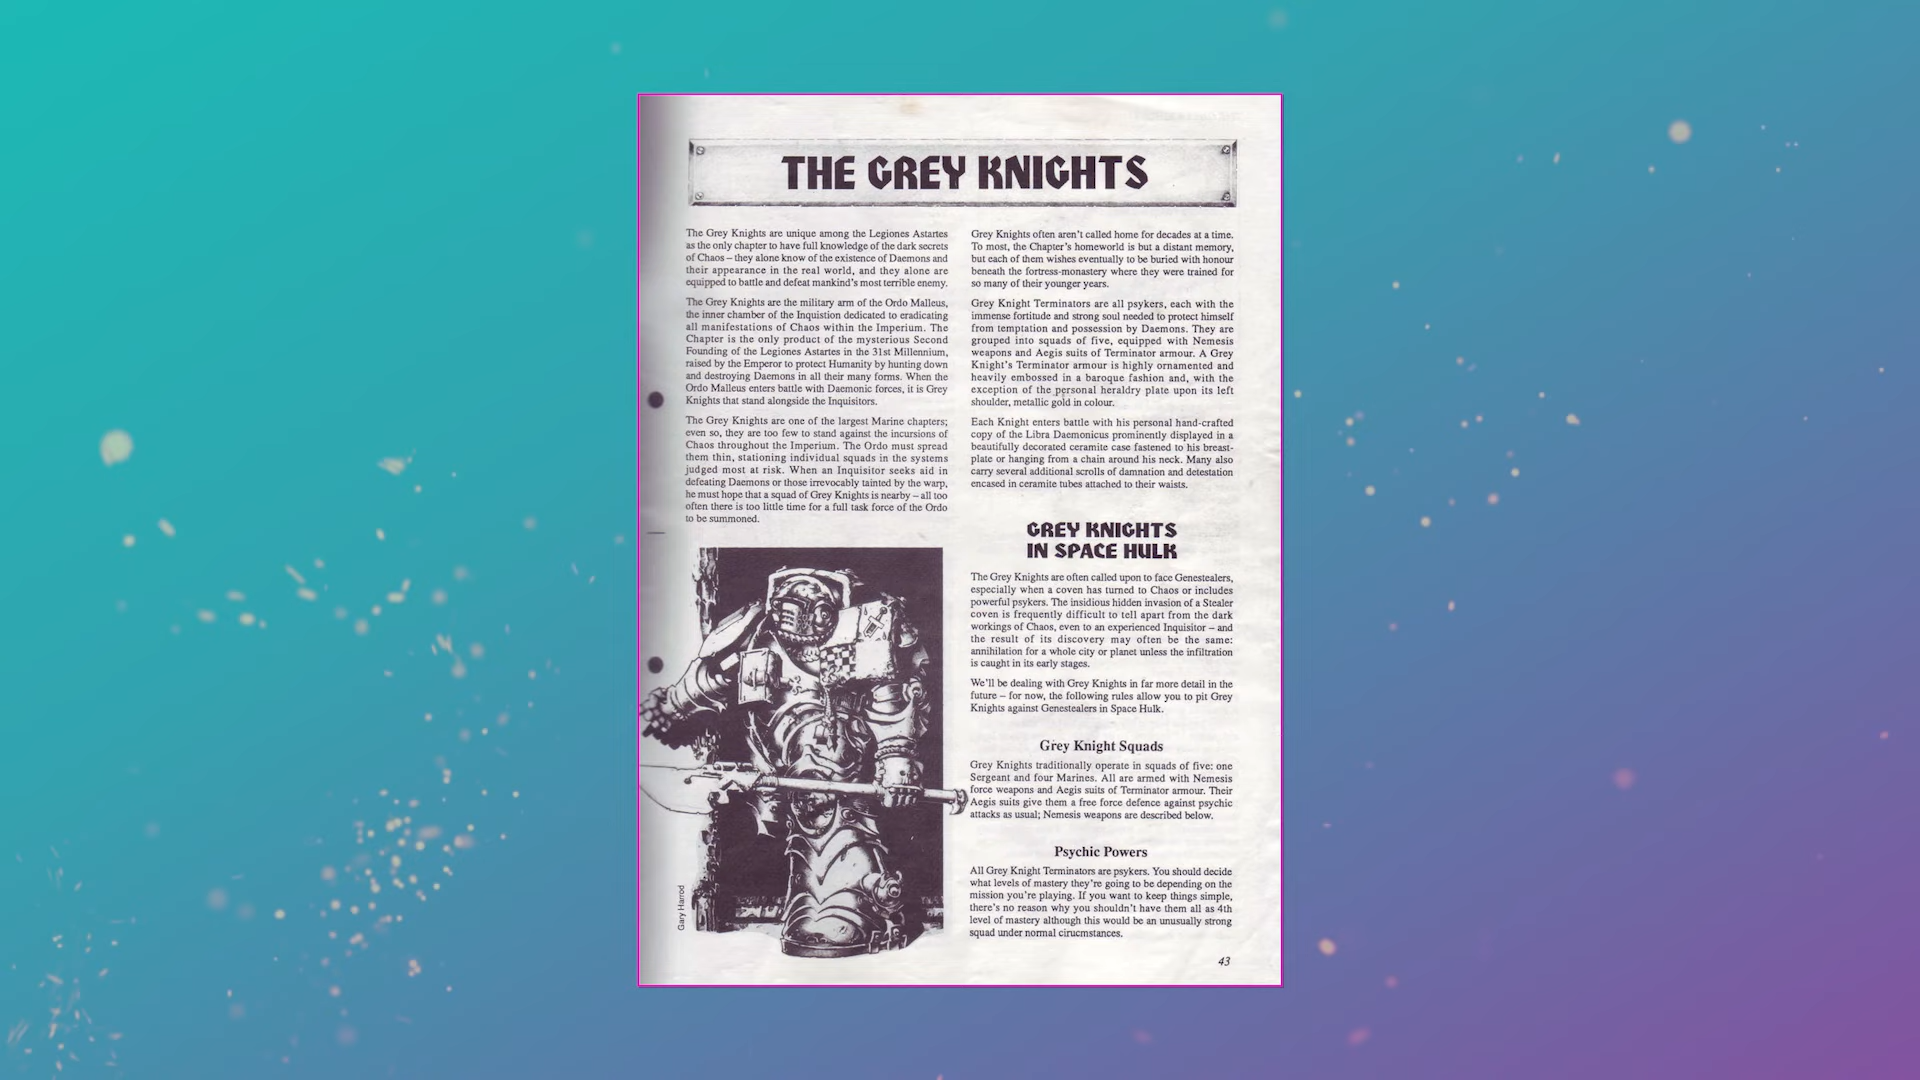 THE GREY KNIGHTS
The Grey Knights are unique among the Legiones Astartes
as the only chapter to have full knowledge of the dark secrets
of Chaos – they alone know of the existence of Daemons and
their appearance in the real world, and they alone are
equipped to battle and defeat mankind's most terrible enemy.
The Grey Knights are the military arm of the Ordo Malleus,
the inner chamber of the Inquistion dedicated to eradicating
all manifestations of Chaos within the Imperium. The
Chapter is the only product of the mysterious Second
Founding of the Legiones Astartes in the 31st Millennium,
raised by the Emperor to protect Humanity by hunting down
and destroying Daemons in all their many forms. When the
Ordo Malleus enters battle with Daemonic forces, it is Grey
Knights that stand alongside the Inquisitors.
The Grey Knights are one of the largest Marine chapters;
even so, they are too few to stand against the incursions of
Chaos throughout the Imperium. The Ordo must spread
them thin, stationing individual squads in the systems
judged most at risk. When an Inquisitor seeks aid in
defeating Daemons or those irrevocably tainted by the warp,
he must hope that a squad of Grey Knights is nearby – all too
often there is too little time for a full task force of the Ordo
to be summoned.
Gary Harrod
Grey Knights often aren't called home for decades at a time.
To most, the Chapter's homeworld is but a distant memory,
but each of them wishes eventually to be buried with honour
beneath the fortress-monastery where they were trained for
so many of their younger years.
Grey Knight Terminators are all psykers, each with the
immense fortitude and strong soul needed to protect himself
from temptation and possession by Daemons. They are
grouped into squads of five, equipped with Nemesis
weapons and Aegis suits of Terminator armour. A Grey
Knight's Terminator armour is highly ornamented and
heavily embossed in a baroque fashion and, with the
exception of the personal heraldry plate upon its left
shoulder, metallic gold in colour.
Each Knight enters battle with his personal hand-crafted
copy of the Libra Daemonicus prominently displayed in a
beautifully decorated ceramite case fastened to his breast-
plate or hanging from a chain around his neck. Many also
carry several additional scrolls of damnation and detestation
encased in ceramite tubes attached to their waists.
GREY KNIGHTS
IN SPACE HULK
The Grey Knights are often called upon to face Genestealers,
especially when a coven has turned to Chaos or includes
powerful psykers. The insidious hidden invasion of a Stealer
coven is frequently difficult to tell apart from the dark
workings of Chaos, even to an experienced Inquisitor – and
the result of its discovery may often be the same:
annihilation for a whole city or planet unless the infiltration
is caught in its early stages.
We'll be dealing with Grey Knights in far more detail in the
future – for now, the following rules allow you to pit Grey
Knights against Genestealers in Space Hulk.
Grey Knight Squads
Grey Knights traditionally operate in squads of five: one
Sergeant and four Marines. All are armed with Nemesis
force weapons and Aegis suits of Terminator armour. Their
Aegis suits give them a free force defence against psychic
attacks as usual; Nemesis weapons are described below.
Psychic Powers
All Grey Knight Terminators are psykers. You should decide
what levels of mastery they're going to be depending on the
mission you're playing. If you want to keep things simple,
there's no reason why you shouldn't have them all as 4th
level of mastery although this would be an unusually strong
squad under normal cirucmstances.
43